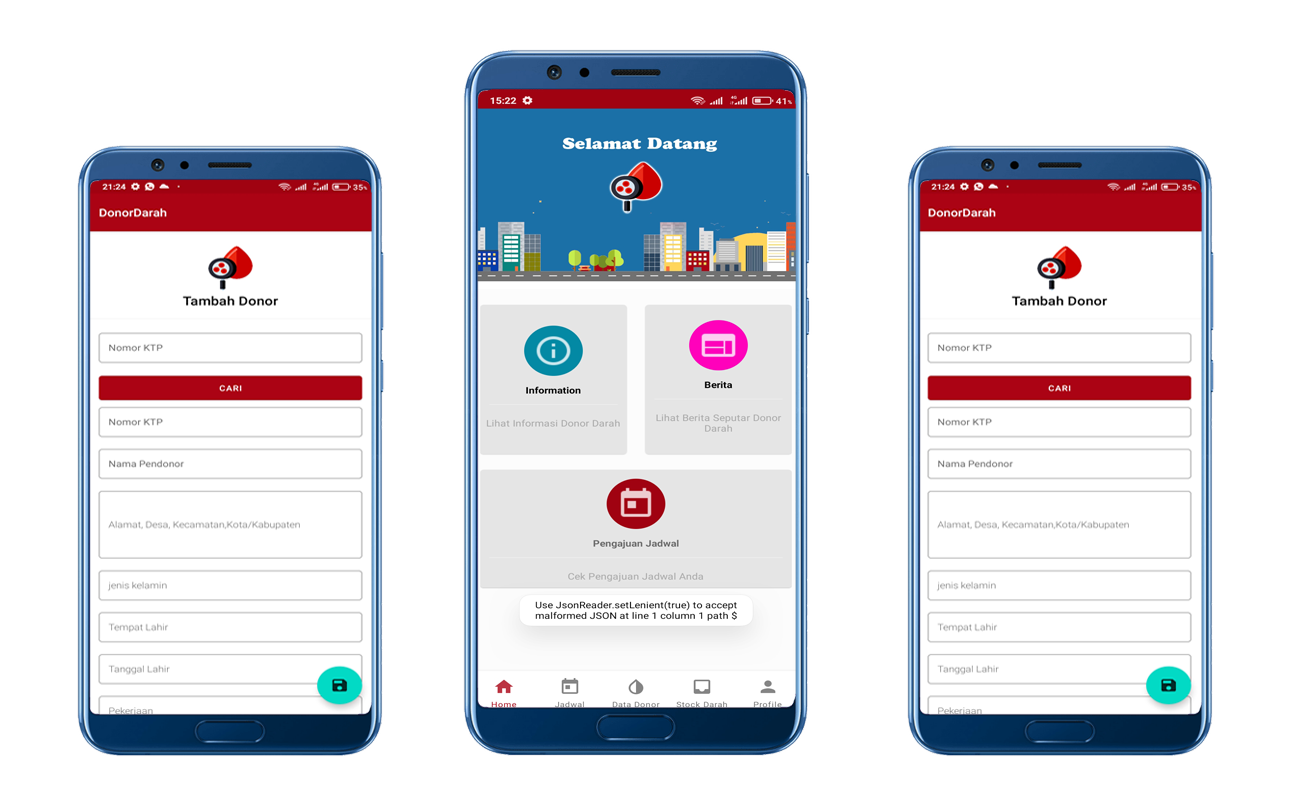 21:24
35%
DonorDarah
Tambah Donor
Nomor KTP
CARI
Nomor KTP
Nama Pendonor
Alamat, Desa, Kecamatan,Kota/Kabupaten
jenis kelamin
Tempat Lahir
Tanggal Lahir
Pekerjaan
15:22
4G
41%
Selamat Datang
Information
Lihat Informasi Donor Darah
Berita
Lihat Berita Seputar Donor
Darah
Pengajuan Jadwal
Cek Pengajuan Jadwal Anda
Use JsonReader.setLenient(true) to accept
malformed JSON at line 1 column 1 path $
Home
Jadwal
Data Donor
Stock Darah
Profile
21:24
35%
DonorDarah
Tambah Donor
Nomor KTP
CARI
Nomor KTP
Nama Pendonor
Alamat, Desa, Kecamatan,Kota/Kabupaten
jenis kelamin
Tempat Lahir
Tanggal Lahir
Pekerjaan